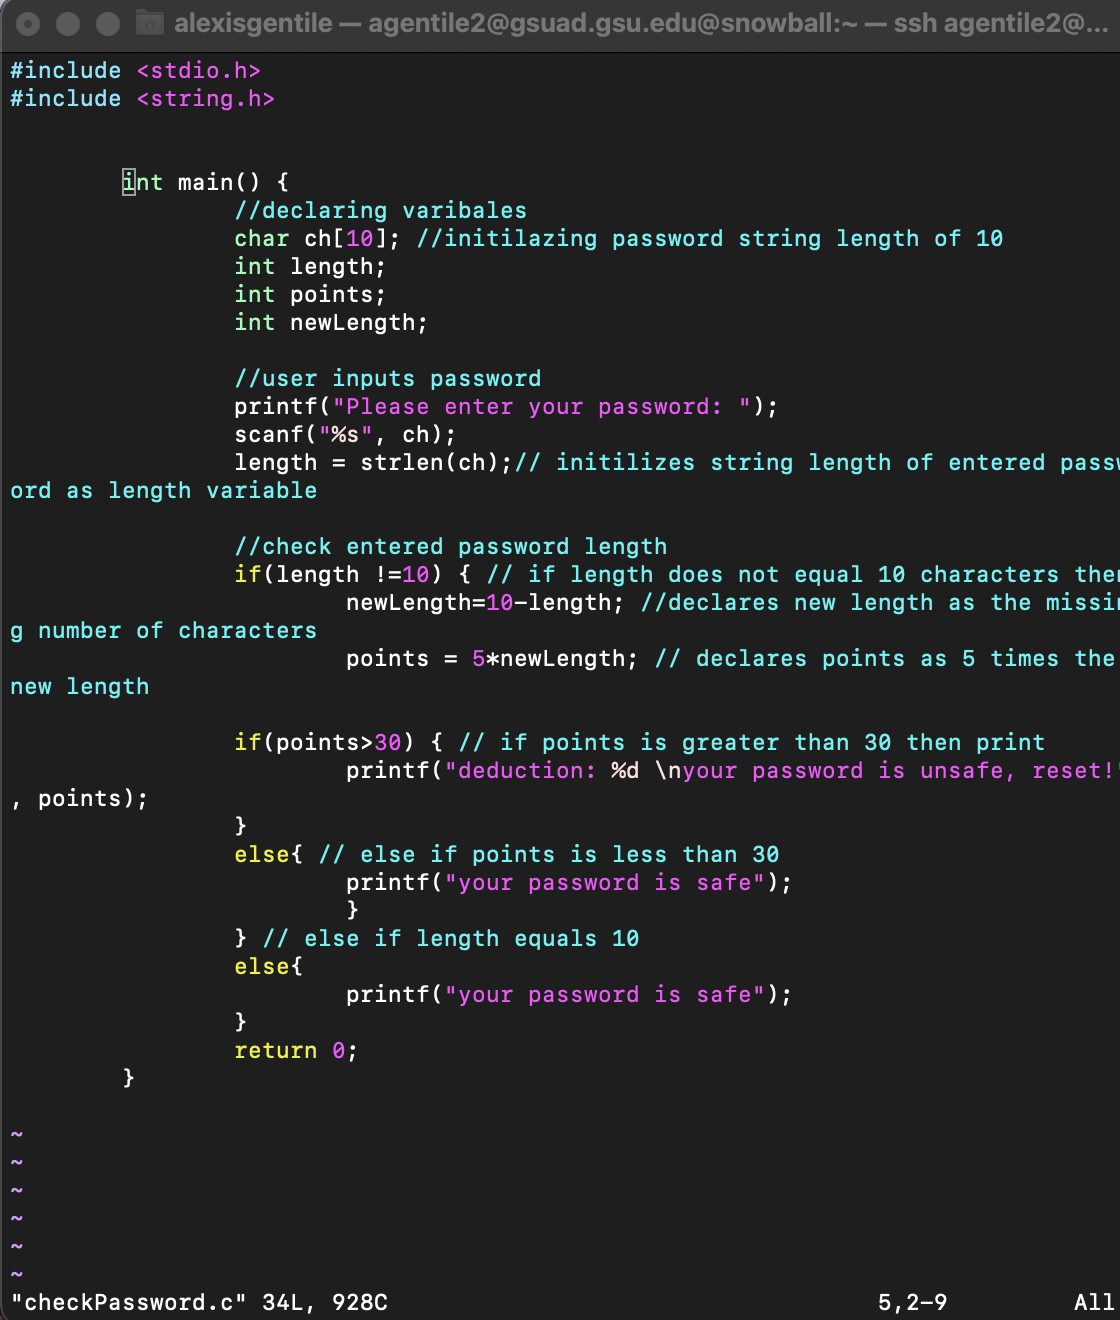 alexisgentile — agentile2@gsuad.gsu.edu@snowball:~ — ssh agentile2@...
#include <stdio.h>
#include <string.h>
int main() {
//declaring varibales
char ch[10]; //initilazing password string length of 10
int length;
int points;
int newLength;
//user inputs password
printf("Please enter your password: ");
scanf("%s", ch);
length = strlen(ch);// initilizes string length of entered passw
ord as length variable
//check entered password length
if(length !=10) { // if length does not equal 10 characters then
newLength=10-length; //declares new length as the missin
g number of characters
points = 5*newLength; // declares points as 5 times the
new length
if(points>30) { // if points is greater than 30 then print
printf("deduction: %d \nyour password is unsafe, reset!"
, points);
}
else{ // else if points is less than 30
printf("your password is safe");
}
} // else if length equals 10
else{
printf("your password is safe");
}
return 0;
}
~
~
~
~
~
~
"checkPassword.c" 34L, 928C 5,2-9 All